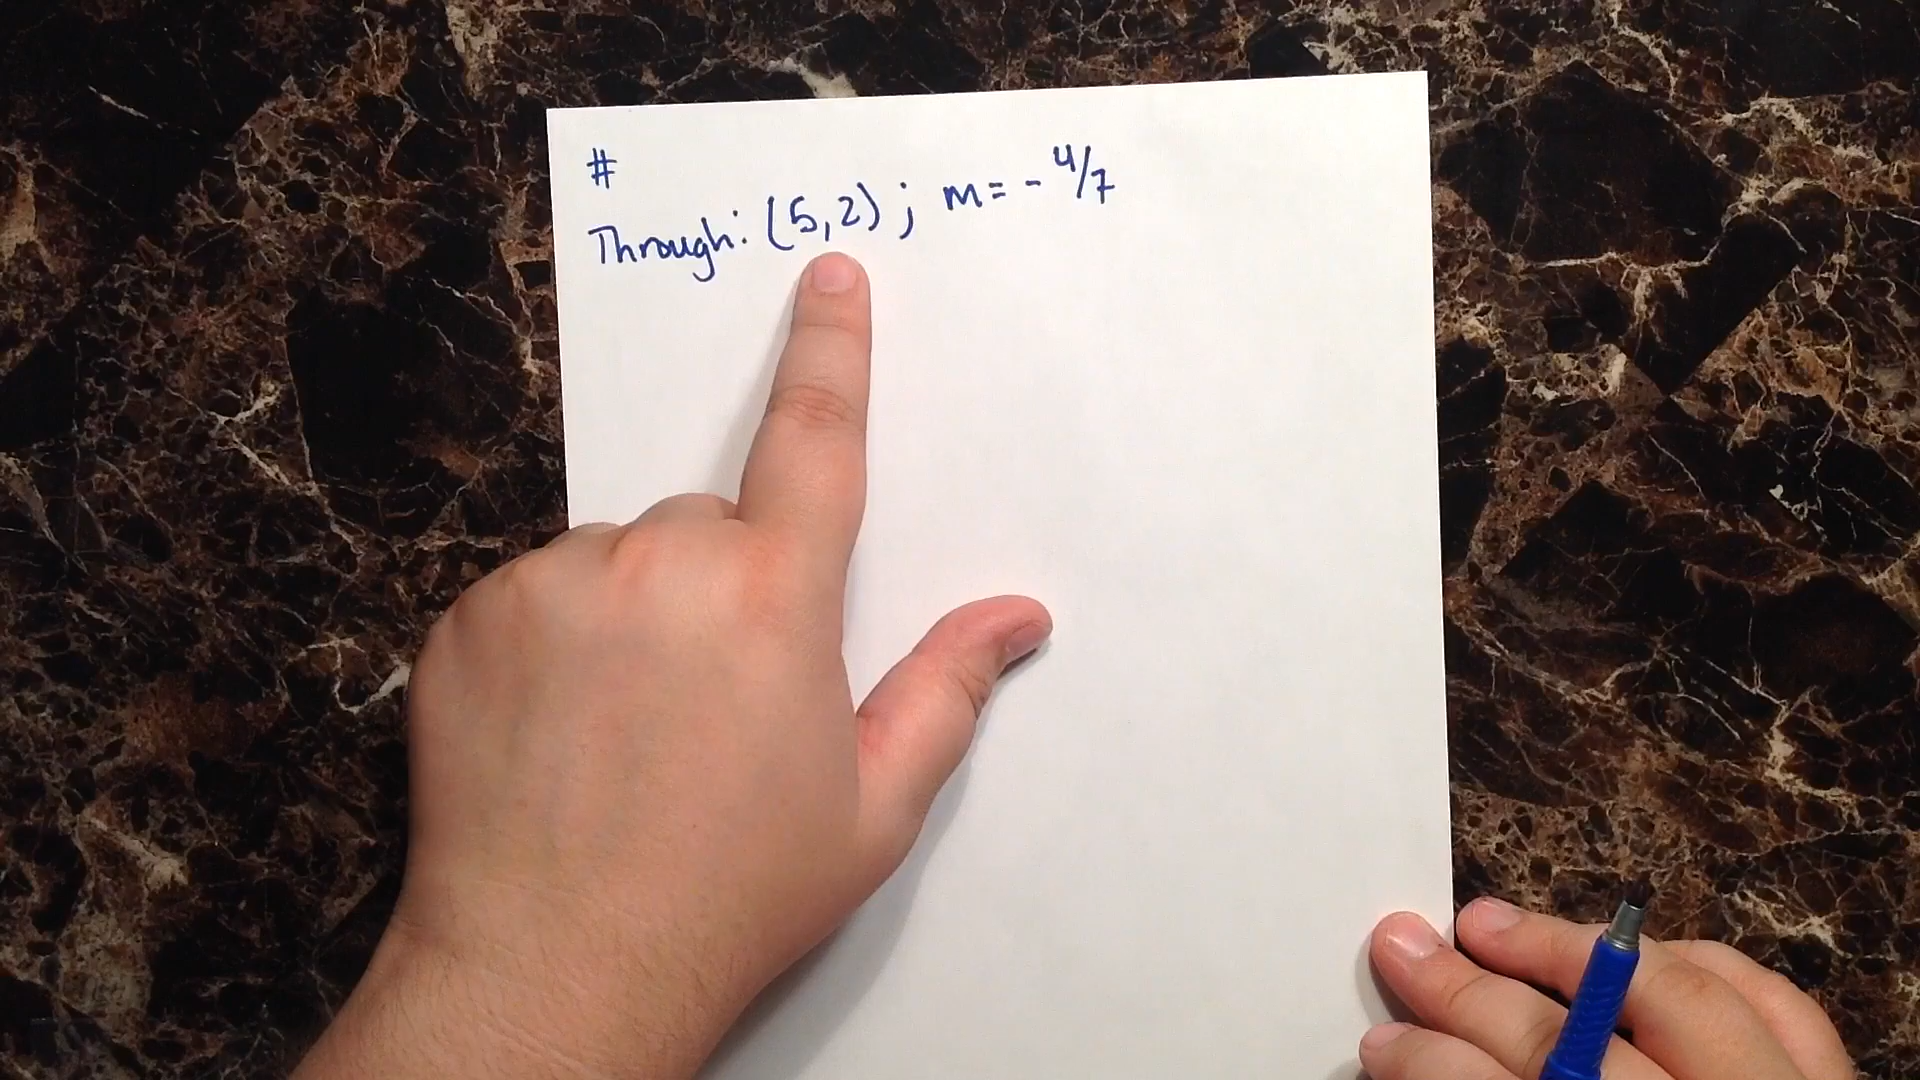 #
Through: (5,2) ; m = - 4/7